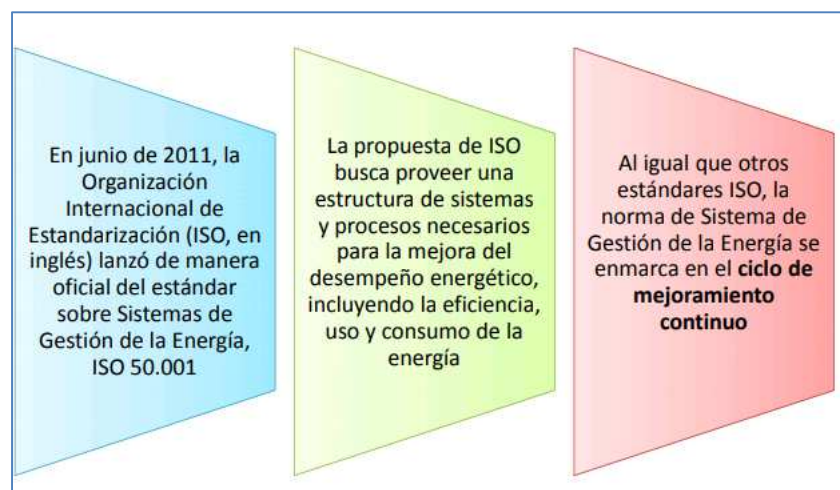 En junio de 2011, la
Organización
Internacional de
Estandarización (ISO, en
inglés) lanzó de manera
oficial del estándar
sobre Sistemas de
Gestión de la Energía,
ISO 50.001
La propuesta de ISO
busca proveer una
estructura de sistemas
y procesos necesarios
para la mejora del
desempeño energético,
incluyendo la eficiencia,
uso y consumo de la
energía
Al igual que otros
estándares ISO, la
norma de Sistema de
Gestión de la Energía se
enmarca en el ciclo de
mejoramiento
continuo